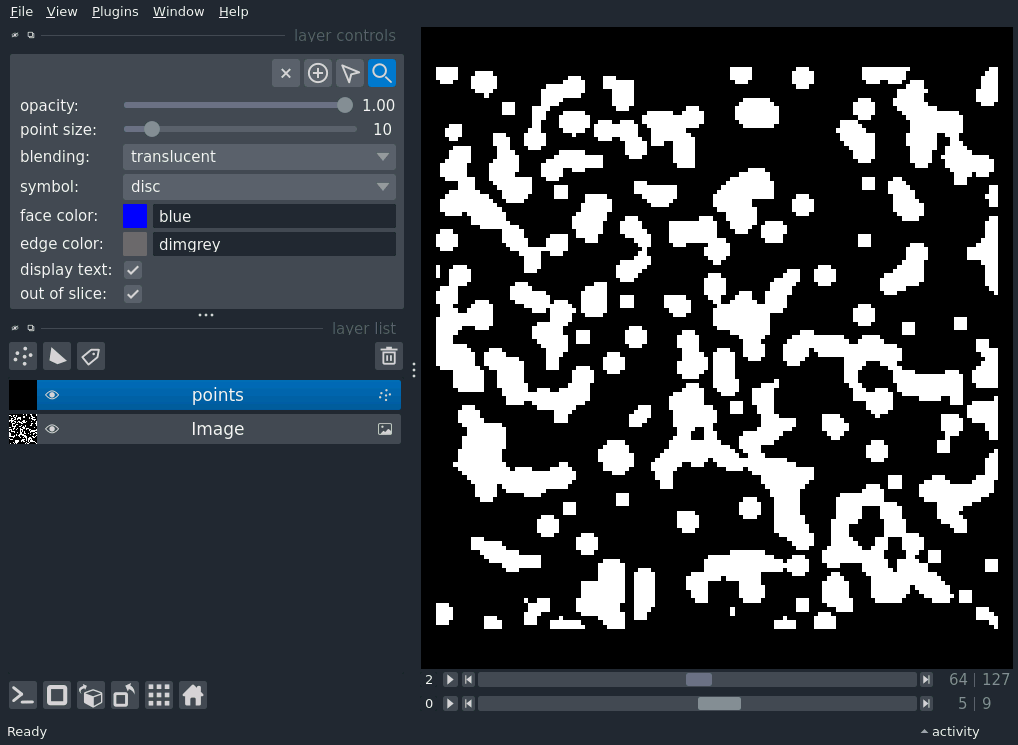 File View Plugins Window Help
layer controls
opacity: 1.00
point size: 10
blending: translucent
symbol: disc
face color: blue
edge color: dimgrey
display text:
out of slice:
layer list
points
Image
2 64 | 127
0 5 | 9
Ready activity